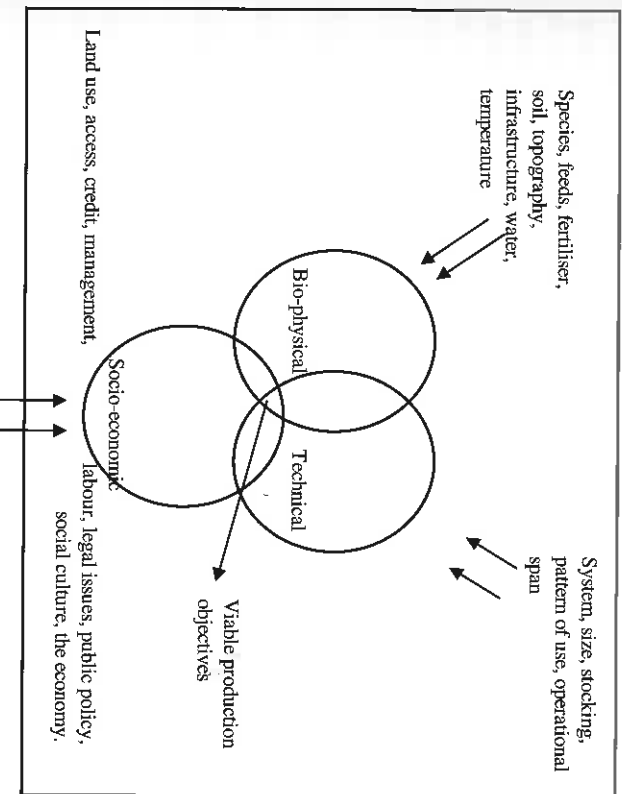 Species, feeds, fertiliser,
soil, topography,
infrastructure, water,
temperature
System, size, stocking,
pattern of use, operational
span
Bio-physical
Technical
Socio-economic
Viable production
objectives
Land use, access, credit, management,
labour, legal issues, public policy,
social culture, the economy.